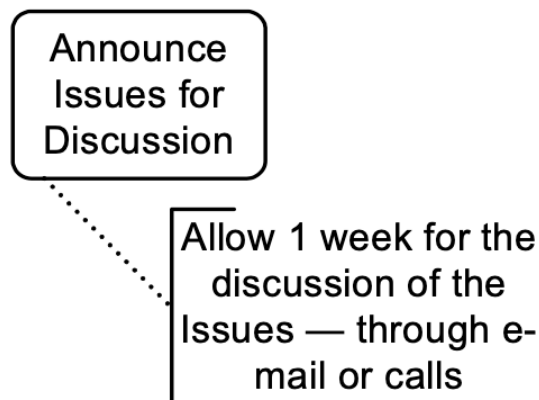 Announce
Issues for
Discussion
Allow 1 week for the
discussion of the
Issues — through e-
mail or calls